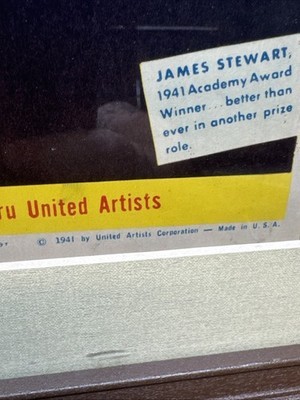 JAMES STEWART,
1941 Academy Award
Winner... better than
ever in another prize
role.
ru United Artists
© 1941 by United Artists Corporation — Made in U. S. A.